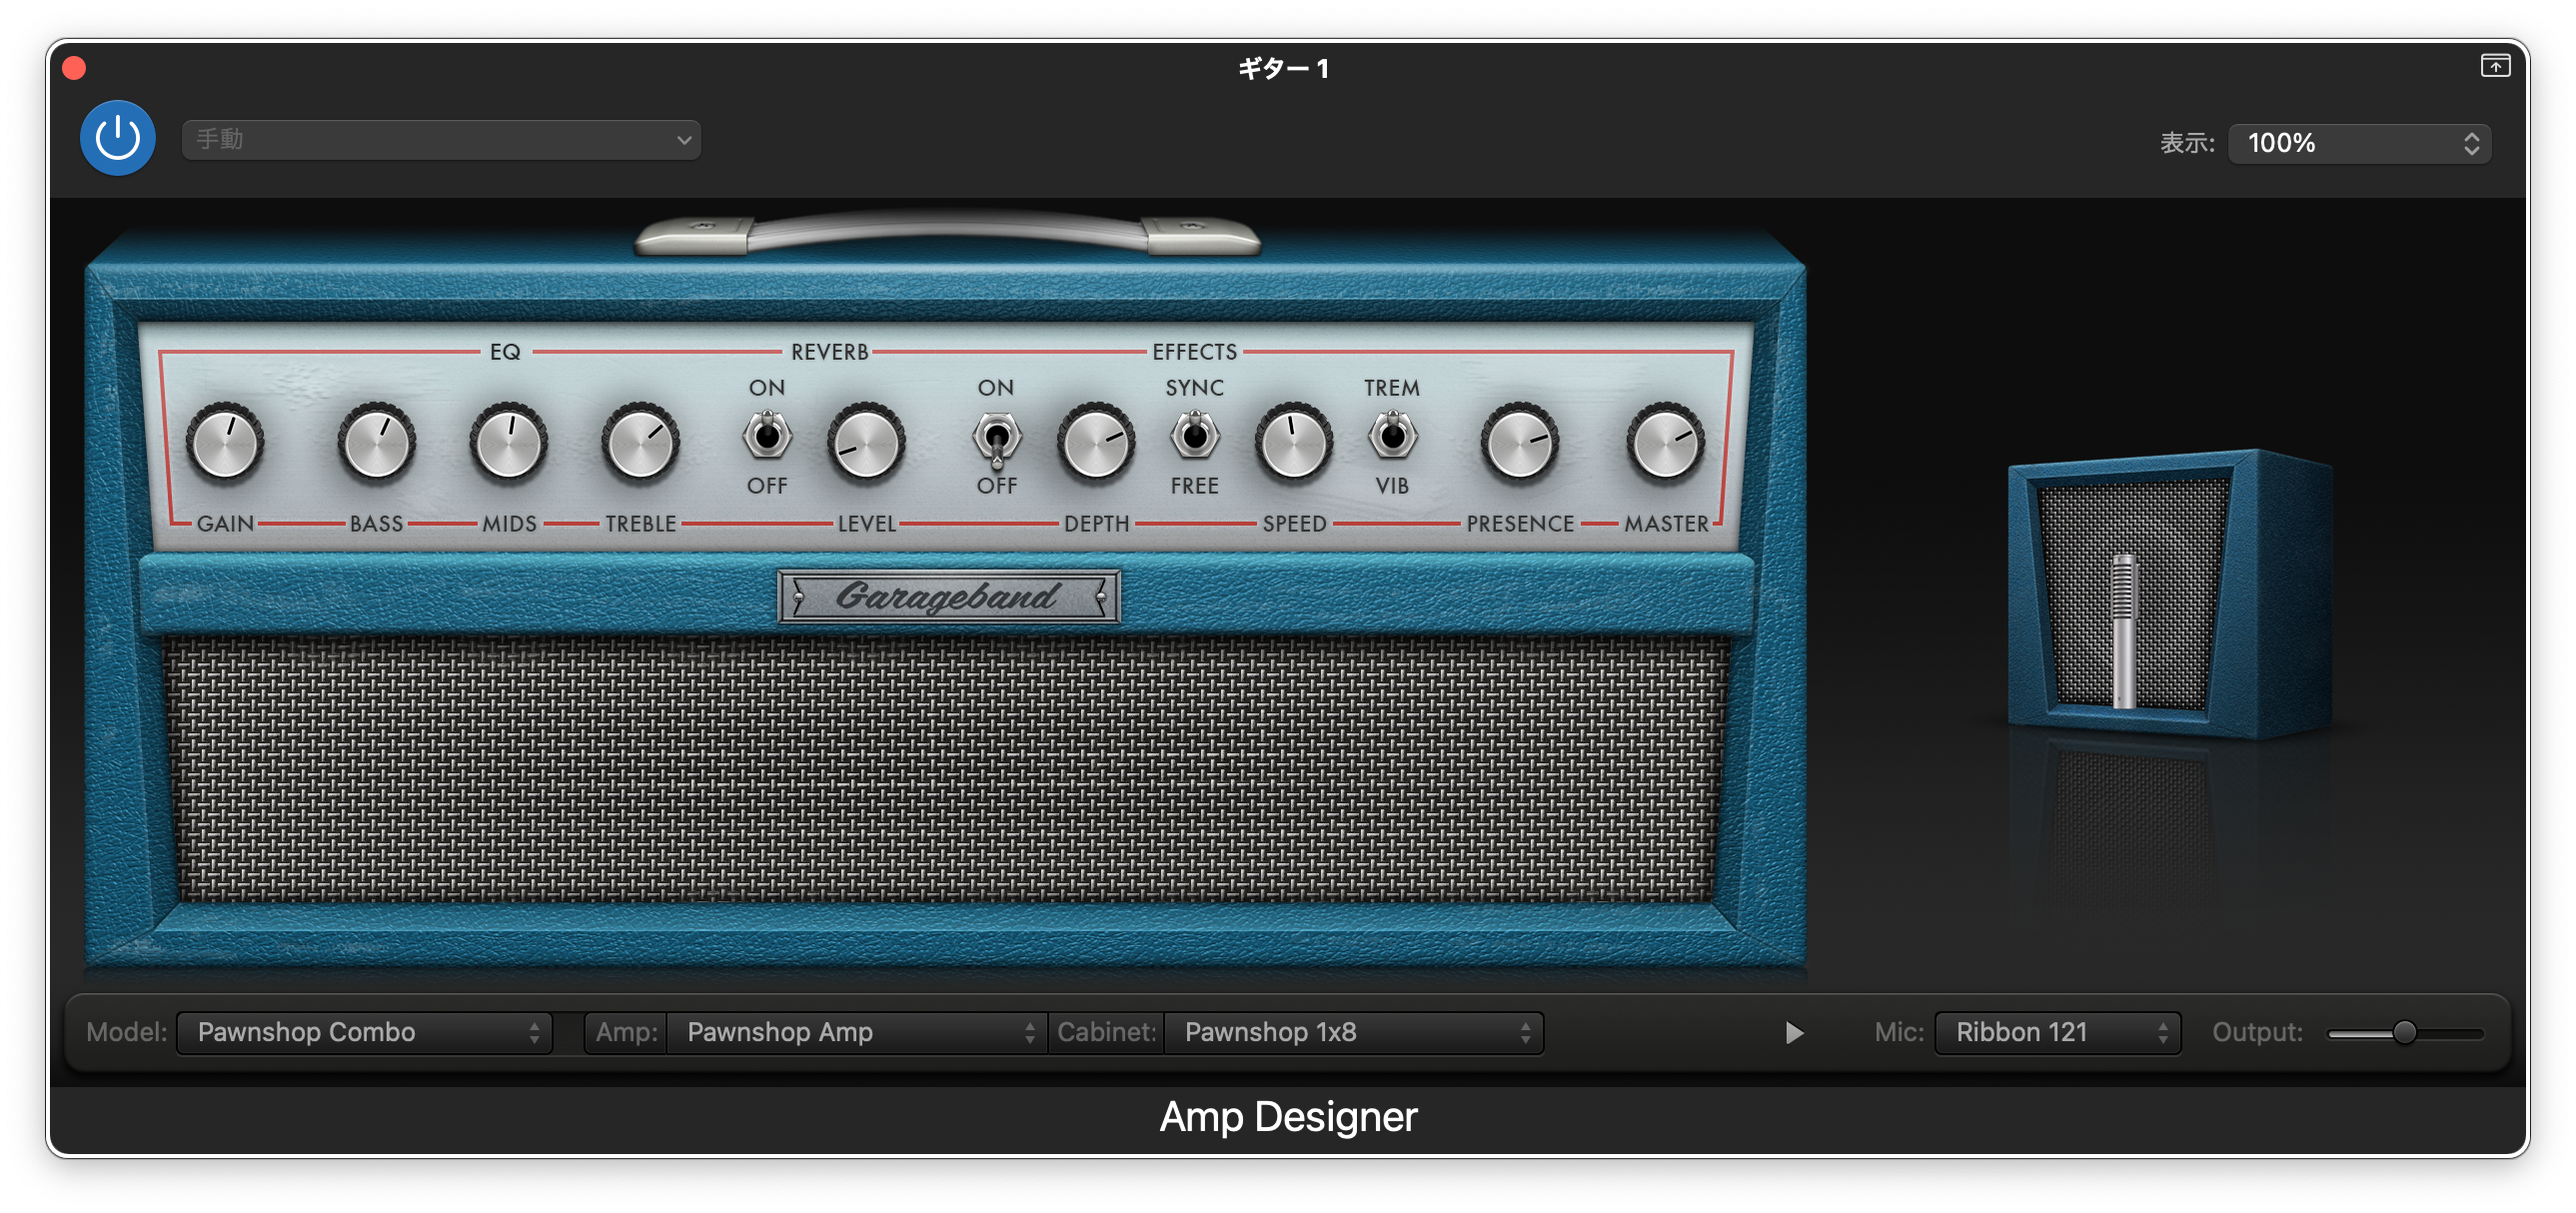 ギター 1
手動
表示: 100%
EQ REVERB EFFECTS
ON ON SYNC TREM
OFF OFF FREE VIB
GAIN BASS MIDS TREBLE LEVEL DEPTH SPEED PRESENCE MASTER
Garageband
Model: Pawnshop Combo Amp: Pawnshop Amp Cabinet: Pawnshop 1x8 Mic: Ribbon 121 Output:
Amp Designer